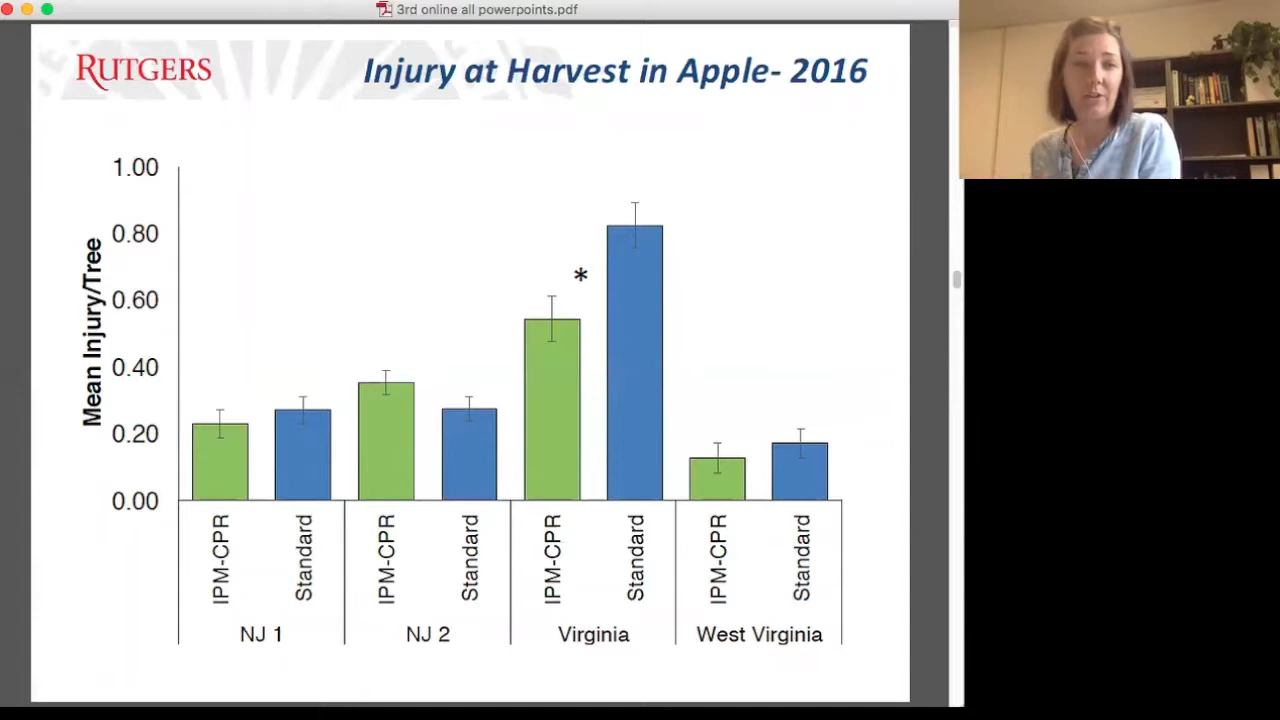 3rd online all powerpoints.pdf
RUTGERS
Injury at Harvest in Apple- 2016
Mean Injury/Tree
1.00
0.80
0.60
0.40
0.20
0.00
*
IPM-CPR
Standard
IPM-CPR
Standard
IPM-CPR
Standard
IPM-CPR
Standard
NJ 1
NJ 2
Virginia
West Virginia